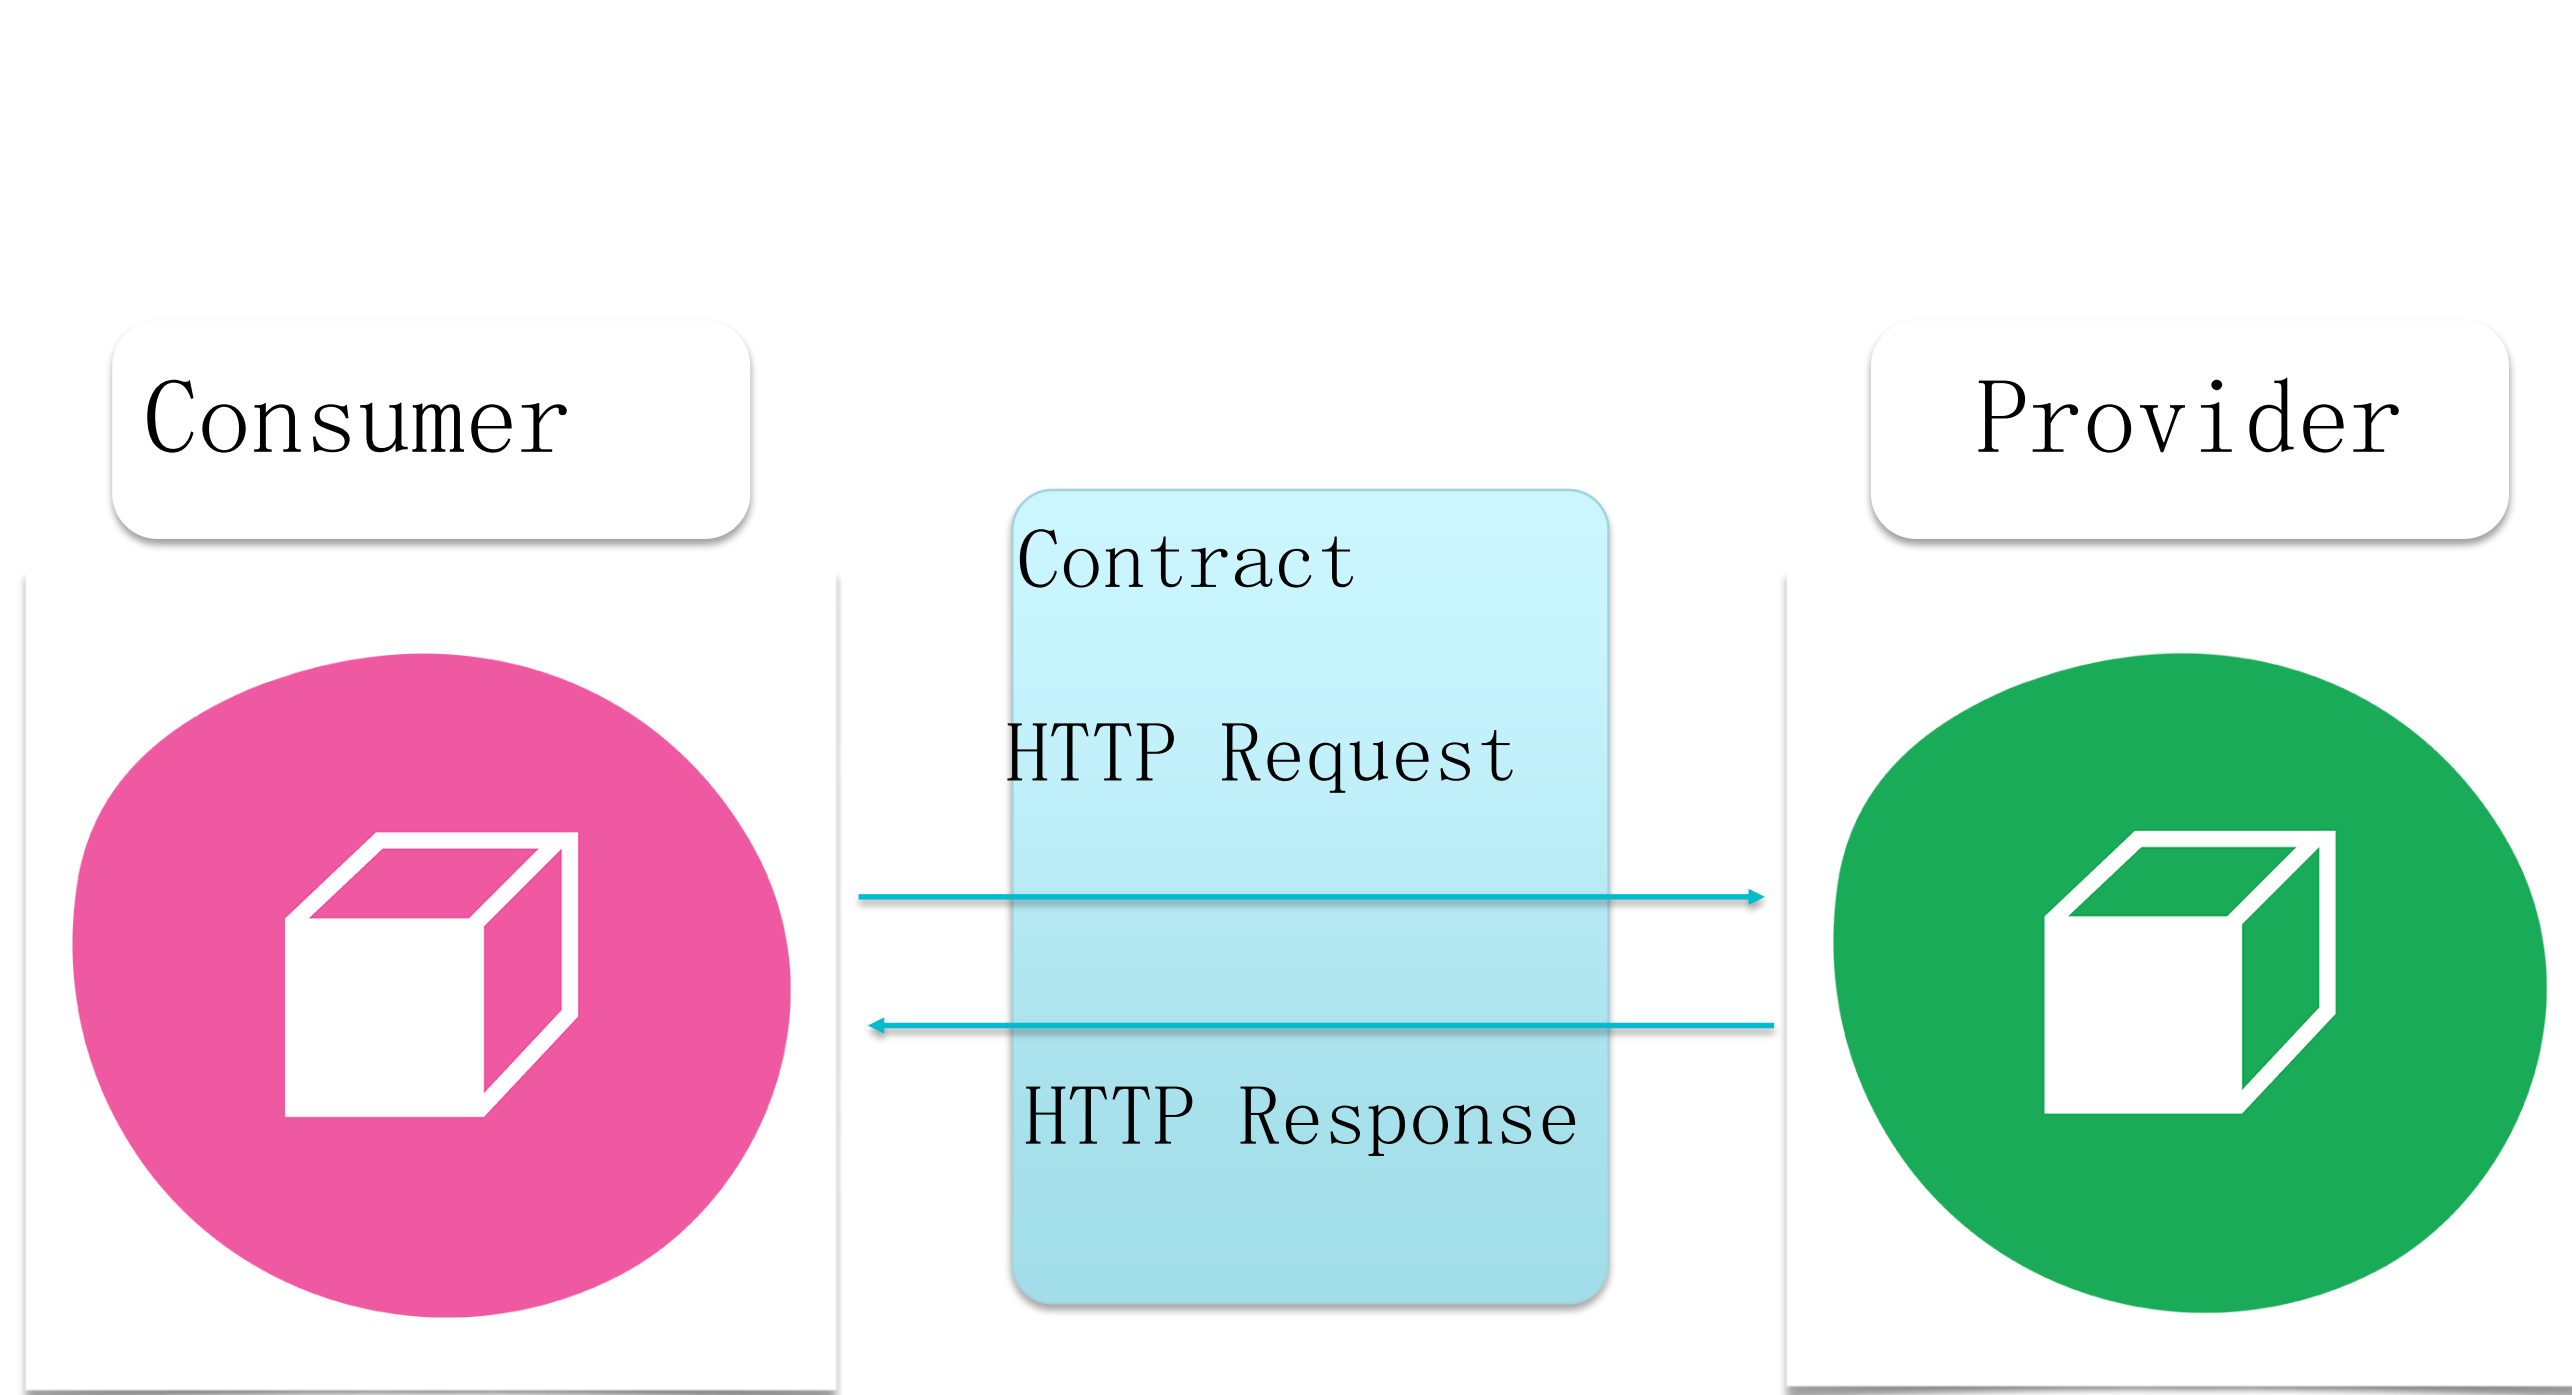 Consumer
Provider
Contract
HTTP Request
HTTP Response